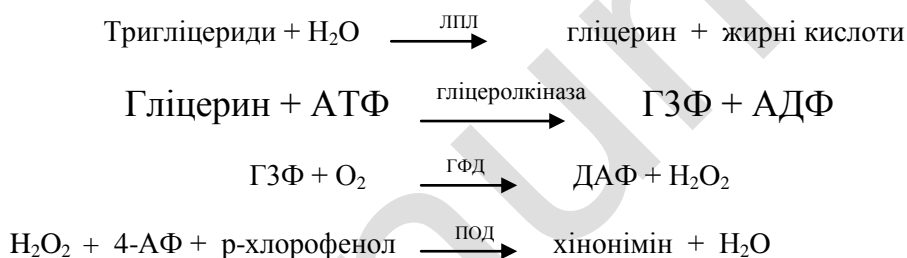 Тригліцериди + H₂O ЛПЛ гліцерин + жирні кислоти
Гліцерин + АТФ гліцеролкіназа Г3Ф + АДФ
Г3Ф + O₂ ГФД ДАФ + H₂O₂
H₂O₂ + 4-АФ + р-хлорофенол ПОД хінонімін + H₂O